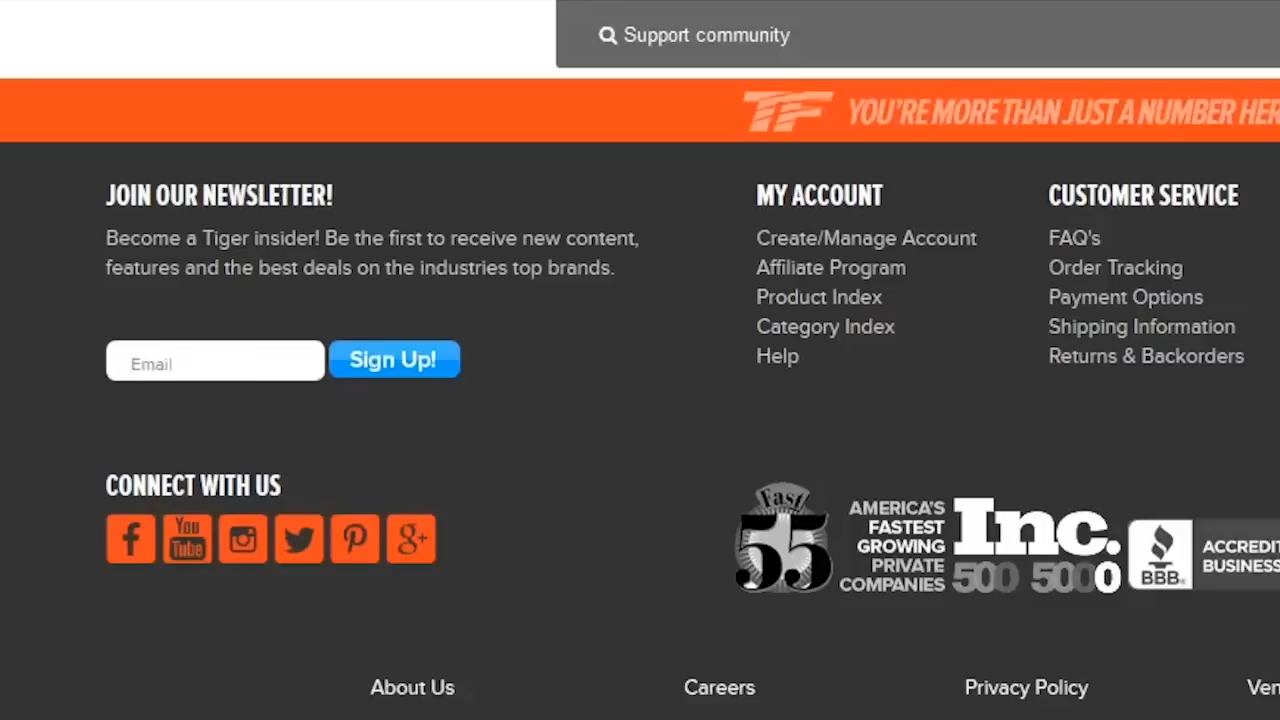 Support community
TF YOU'RE MORE THAN JUST A NUMBER HER
JOIN OUR NEWSLETTER!
Become a Tiger insider! Be the first to receive new content,
features and the best deals on the industries top brands.
Email
Sign Up!
MY ACCOUNT
Create/Manage Account
Affiliate Program
Product Index
Category Index
Help
CUSTOMER SERVICE
FAQ's
Order Tracking
Payment Options
Shipping Information
Returns & Backorders
CONNECT WITH US
You
Tube
g+
Fast
55
AMERICA'S
FASTEST
GROWING
PRIVATE
COMPANIES
Inc.
500 5000
BBB
ACCREDIT
BUSINESS
About Us
Careers
Privacy Policy
Ven